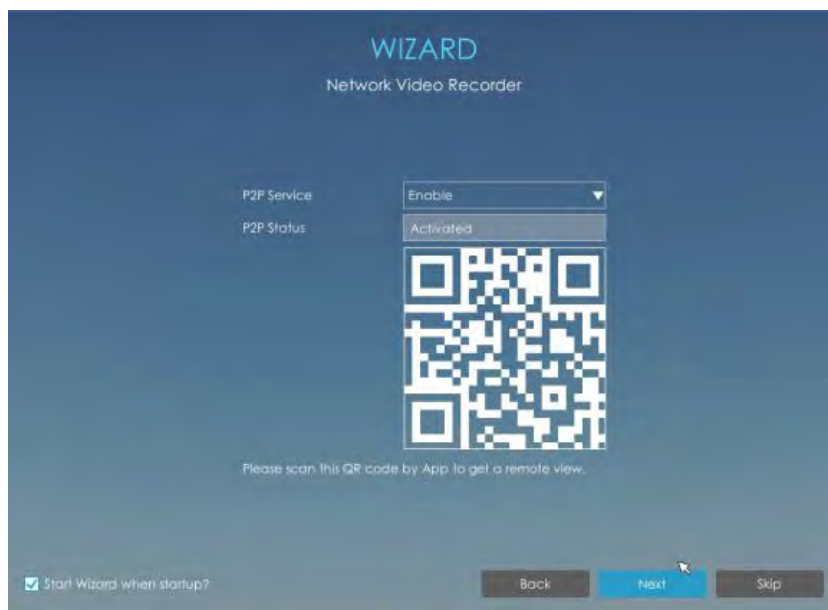 WIZARD
Network Video Recorder
P2P Service Enable
P2P Status Activated
Please scan this QR code by App to get a remote view.
Start Wizard when startup? Back Next Skip